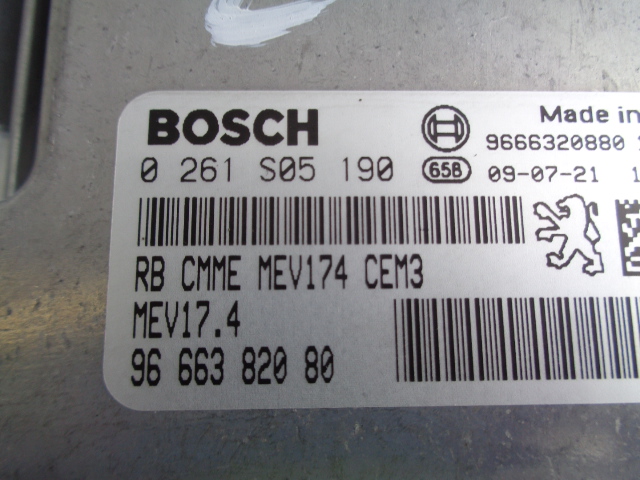 BOSCH
Made in
9666320880
0 261 S05 190
658
09-07-21
RB CMME MEV174 CEM3
MEV17.4
96 663 820 80